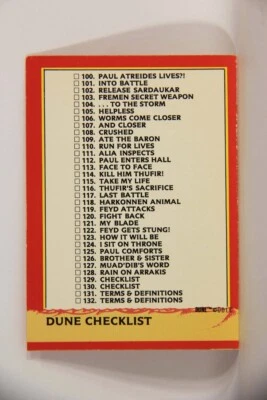 100. PAUL ATREIDES LIVES?!
101. INTO BATTLE
102. RELEASE SARDAUKAR
103. FREMEN SECRET WEAPON
104. ...TO THE STORM
105. HELPLESS
106. WORMS COME CLOSER
107. AND CLOSER
108. CRUSHED
109. ATE THE BARON
110. RUN FOR LIVES
111. ALIA INSPECTS
112. PAUL ENTERS HALL
113. FACE TO FACE
114. KILL HIM THUFIR!
115. TAKE MY LIFE
116. THUFIR'S SACRIFICE
117. LAST BATTLE
118. HARKONNEN ANIMAL
119. FEYD ATTACKS
120. FIGHT BACK
121. MY BLADE
122. FEYD GETS STUNG!
123. HOW IT WILL BE
124. I SIT ON THRONE
125. PAUL COMFORTS
126. BROTHER & SISTER
127. MUAD'DIB'S WORD
128. RAIN ON ARRAKIS
129. CHECKLIST
130. CHECKLIST
131. TERMS & DEFINITIONS
132. TERMS & DEFINITIONS
DUNE CHECKLIST